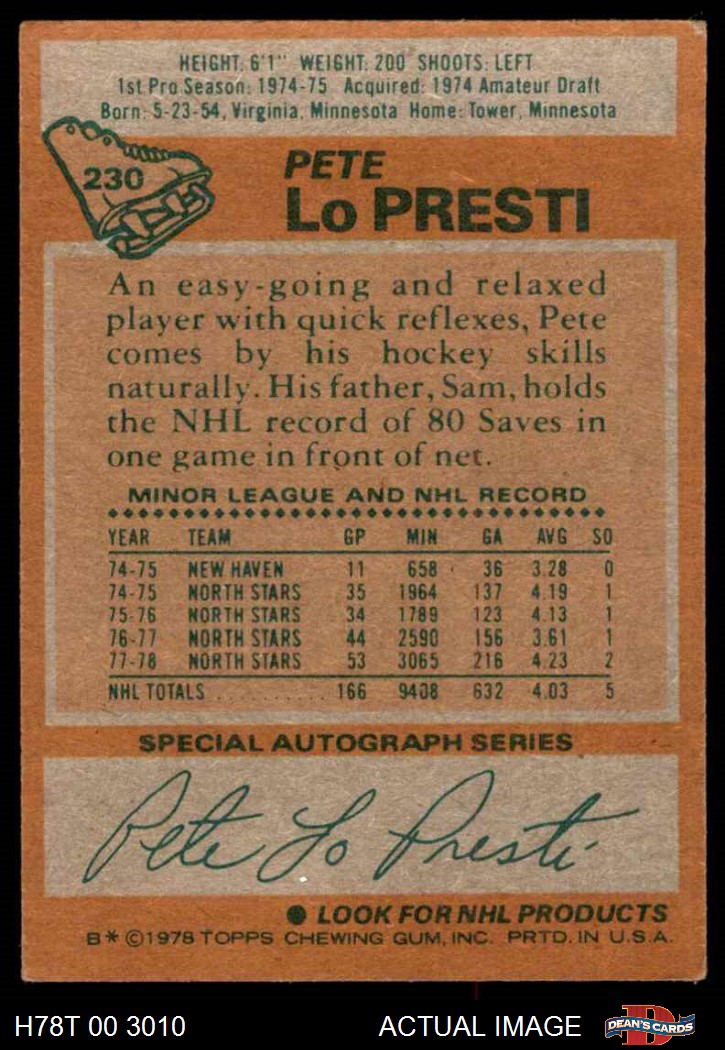 HEIGHT: 6'1" WEIGHT: 200 SHOOTS: LEFT
1st Pro Season: 1974-75 Acquired: 1974 Amateur Draft
Born: 5-23-54, Virginia, Minnesota Home: Tower, Minnesota
230
PETE
Lo PRESTI
An easy-going and relaxed
player with quick reflexes, Pete
comes by his hockey skills
naturally. His father, Sam, holds
the NHL record of 80 Saves in
one game in front of net.
MINOR LEAGUE AND NHL RECORD
YEAR TEAM GP MIN GA AVG SO
74-75 NEW HAVEN 11 658 36 3.28 0
74-75 NORTH STARS 35 1964 137 4.19 1
75-76 NORTH STARS 34 1789 123 4.13 1
76-77 NORTH STARS 44 2590 156 3.61 1
77-78 NORTH STARS 53 3065 216 4.23 2
NHL TOTALS .......... 166 9408 632 4.03 5
SPECIAL AUTOGRAPH SERIES
Pete Lo Presti
● LOOK FOR NHL PRODUCTS
B* ©1978 TOPPS CHEWING GUM, INC. PRTD. IN U.S.A.
H78T 00 3010 ACTUAL IMAGE D DEAN'S CARDS